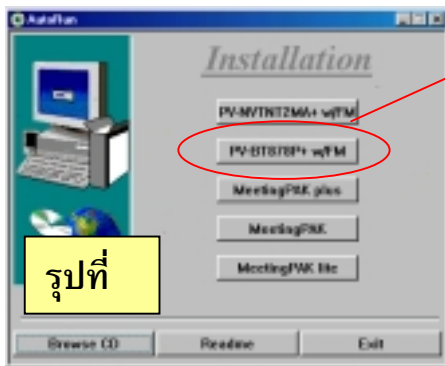 AutoRun
Installation
PV-NVTNT2MA+ w/FM
PV-BT878P+ w/FM
MeetingPAK plus
MeetingPAK
MeetingPAK lite
รุปที่
Browse CD
Readme
Exit